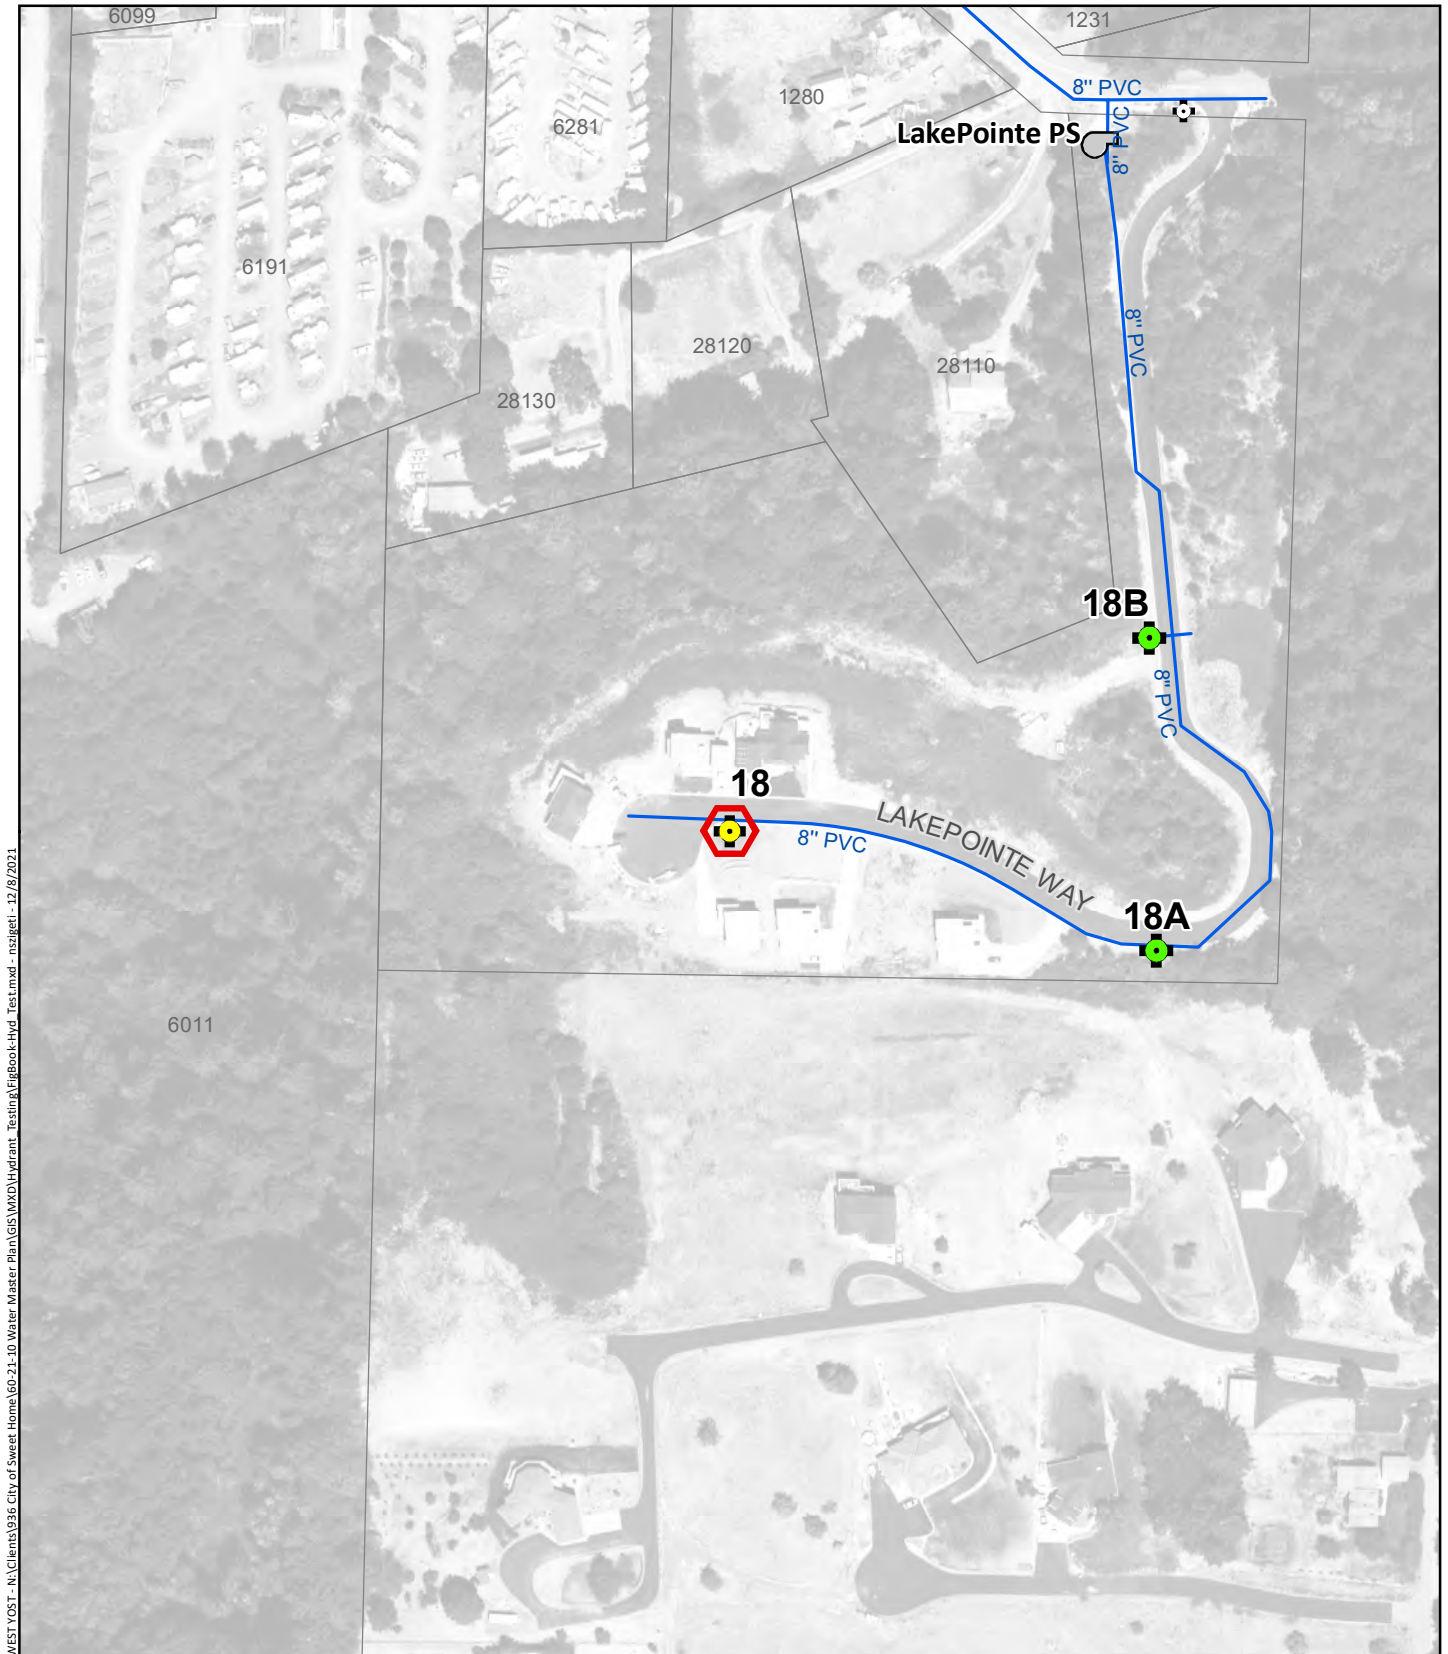 6099
1231
8" PVC
1280
6281
LakePointe PS
8" PVC
6191
8" PVC
28120
28110
28130
18B
8" PVC
18
8" PVC
LAKEPOINTE WAY
18A
6011
WEST YOST - N:\Clients\936 City of Sweet Home\60-21-10 Water Master Plan\GIS\MXD\Hydrant_Testing\FigBook-Hyd_Test.mxd - nszigeti - 12/8/2021